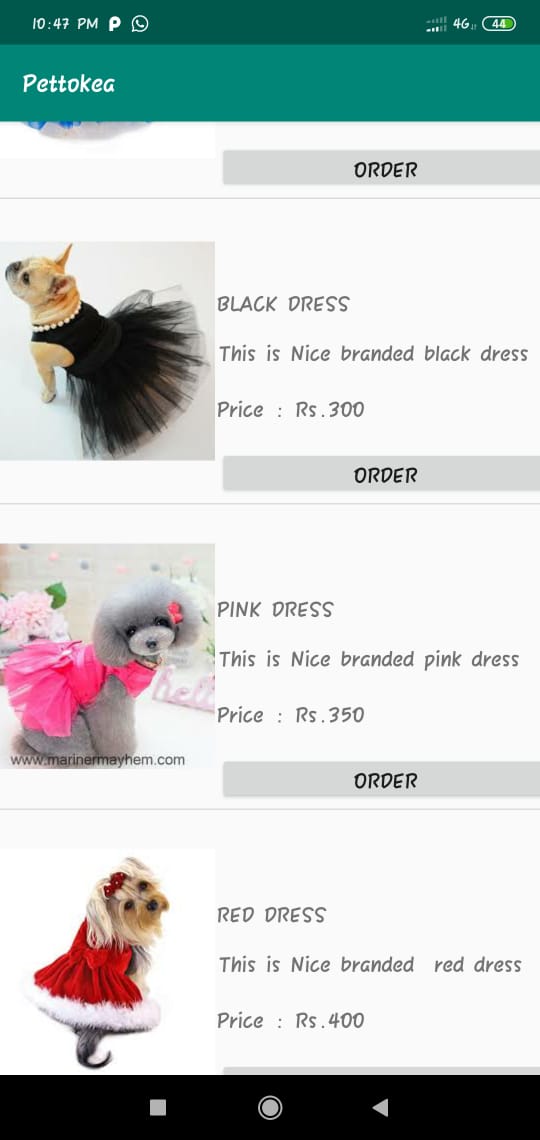 10:47 PM
4G 44
Pettokea
ORDER
BLACK DRESS
This is Nice branded black dress
Price : Rs.300
ORDER
PINK DRESS
This is Nice branded pink dress
Price : Rs.350
hello
www.marinermayhem.com
ORDER
RED DRESS
This is Nice branded  red dress
Price : Rs.400